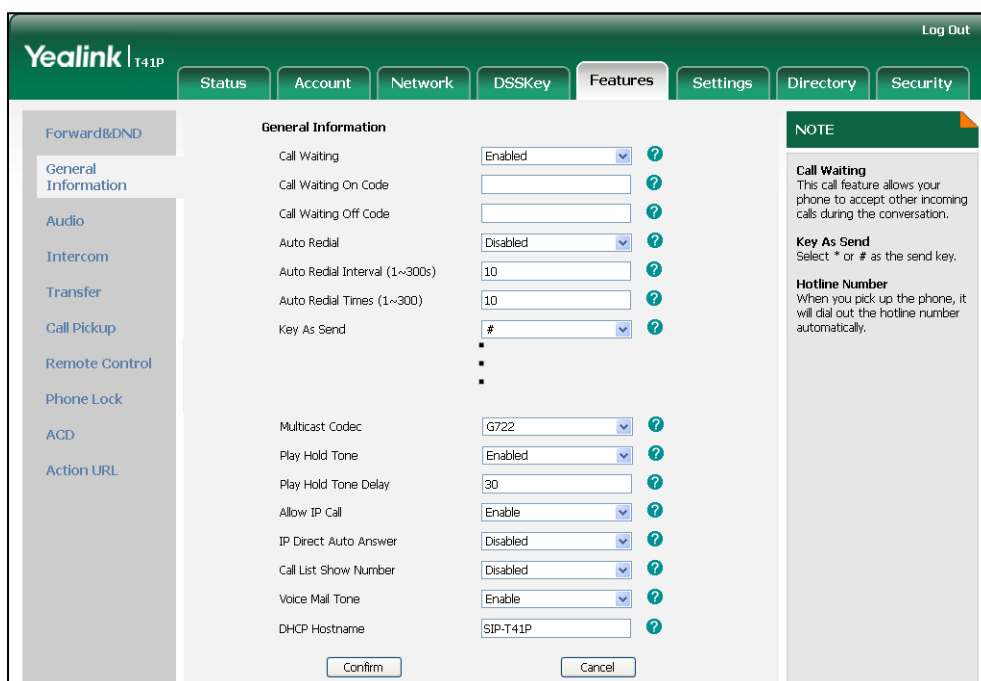 Log Out
Yealink T41P
Status Account Network DSSKey Features Settings Directory Security
Forward&DND
General
Information
Audio
Intercom
Transfer
Call Pickup
Remote Control
Phone Lock
ACD
Action URL
General Information
Call Waiting Enabled ?
Call Waiting On Code ?
Call Waiting Off Code ?
Auto Redial Disabled ?
Auto Redial Interval (1~300s) 10 ?
Auto Redial Times (1~300) 10 ?
Key As Send # ?
Multicast Codec G722 ?
Play Hold Tone Enabled ?
Play Hold Tone Delay 30 ?
Allow IP Call Enable ?
IP Direct Auto Answer Disabled ?
Call List Show Number Disabled ?
Voice Mail Tone Enable ?
DHCP Hostname SIP-T41P ?
Confirm Cancel
NOTE
Call Waiting
This call feature allows your
phone to accept other incoming
calls during the conversation.
Key As Send
Select * or # as the send key.
Hotline Number
When you pick up the phone, it
will dial out the hotline number
automatically.